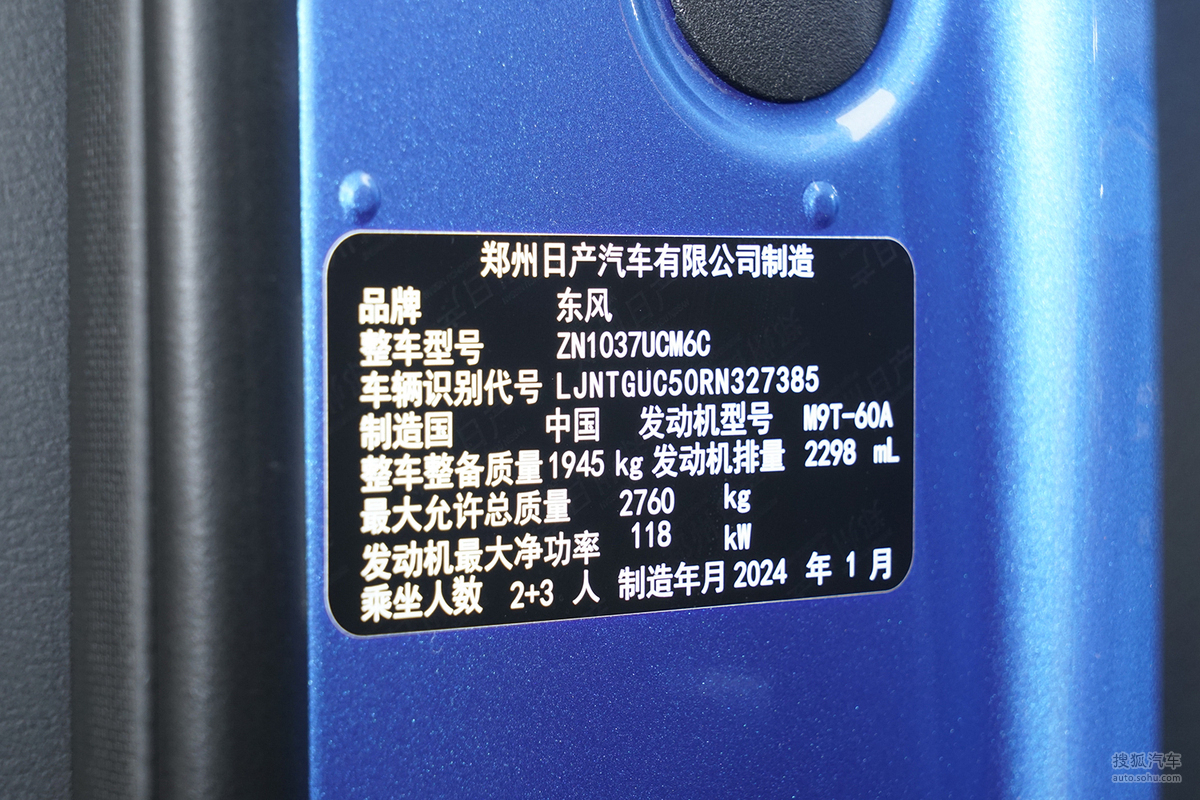 郑州日产汽车有限公司制造
品牌 东风
整车型号 ZN1037UCM6C
车辆识别代号 LJNTGUC50RN327385
制造国 中国 发动机型号 M9T-60A
整车整备质量 1945 kg 发动机排量 2298 mL
最大允许总质量 2760 kg
发动机最大净功率 118 kW
乘坐人数 2+3 人 制造年月 2024 年 1 月
搜狐汽车
auto.sohu.com